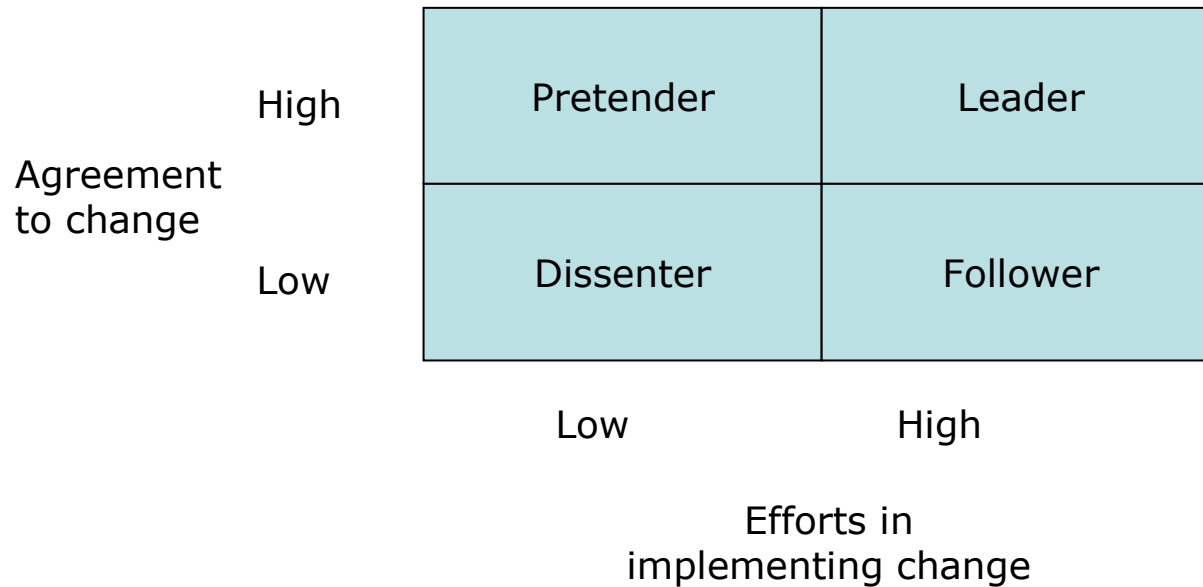 High
Pretender
Leader
Agreement
to change
Low
Dissenter
Follower
Low
High
Efforts in
implementing change